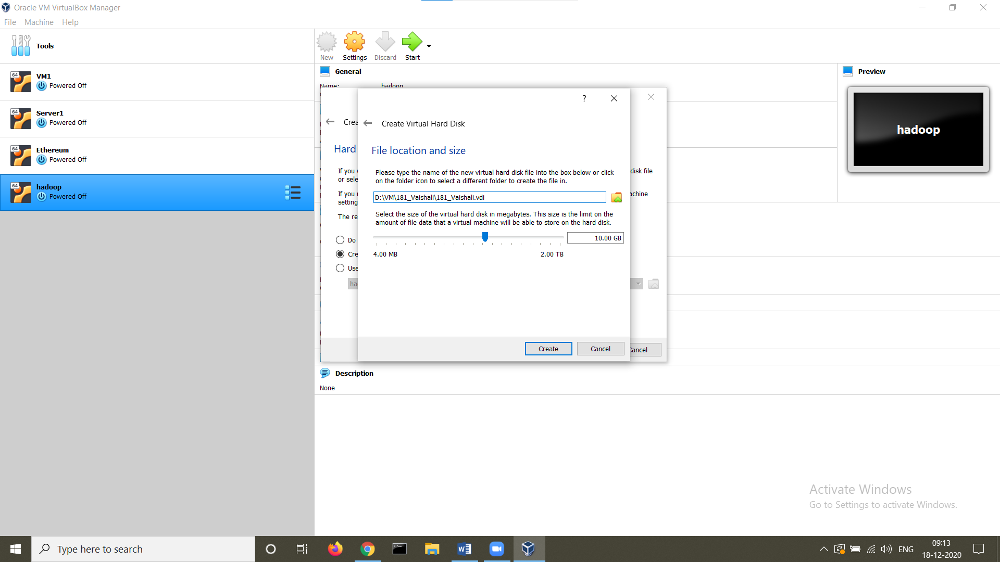 Oracle VM VirtualBox Manager
File Machine Help
Tools
New Settings Discard Start
64
VM1
Powered Off
64
Server1
Powered Off
64
Ethereum
Powered Off
64
hadoop
Powered Off
General
Name: hadoop
Preview
hadoop
?
Crea
Create Virtual Hard Disk
Hard
File location and size
If you
or sele
If you
setting
The re
Do
Cre
Use
ha
disk file
achine
Please type the name of the new virtual hard disk file into the box below or click
on the folder icon to select a different folder to create the file in.
D:\VM\181_Vaishali\181_Vaishali.vdi
Select the size of the virtual hard disk in megabytes. This size is the limit on the
amount of file data that a virtual machine will be able to store on the hard disk.
10.00 GB
4.00 MB 2.00 TB
Create Cancel
Cancel
Description
None
Activate Windows
Go to Settings to activate Windows.
Type here to search
ENG
09:13
18-12-2020